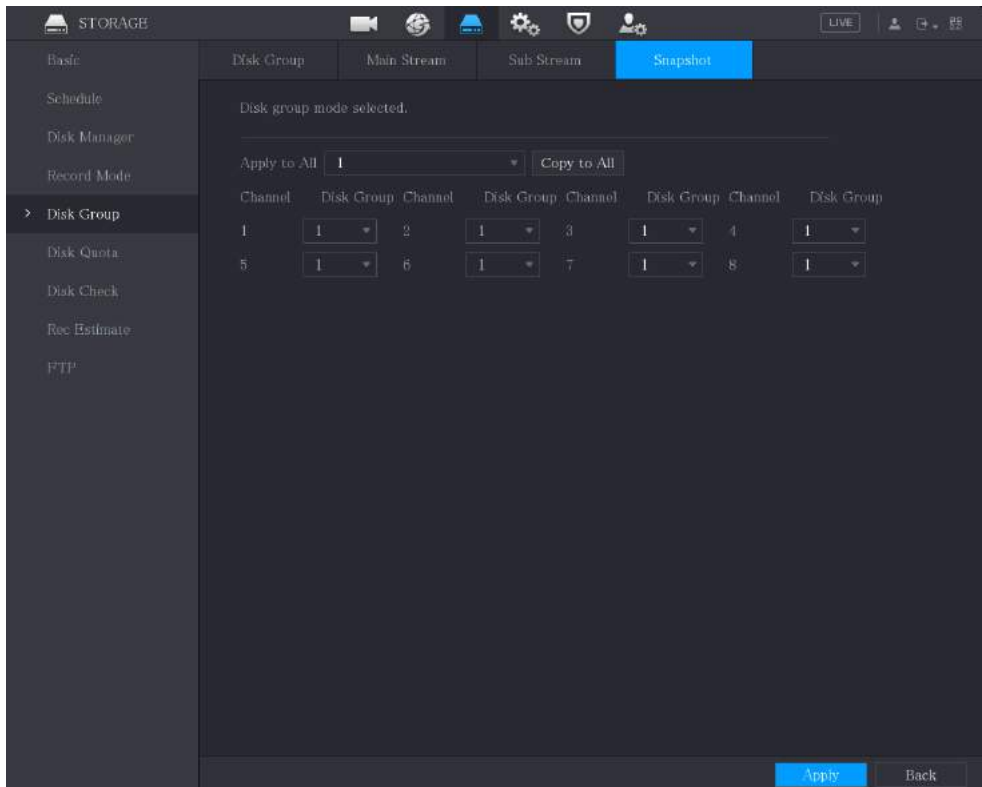 STORAGE LIVE
Basic
Schedule
Disk Manager
Record Mode
> Disk Group
Disk Quota
Disk Check
Rec Estimate
FTP
Disk Group Main Stream Sub Stream Snapshot
Disk group mode selected.
Apply to All 1 Copy to All
Channel Disk Group Channel Disk Group Channel Disk Group Channel Disk Group
1 1 2 1 3 1 4 1
5 1 6 1 7 1 8 1
Apply Back